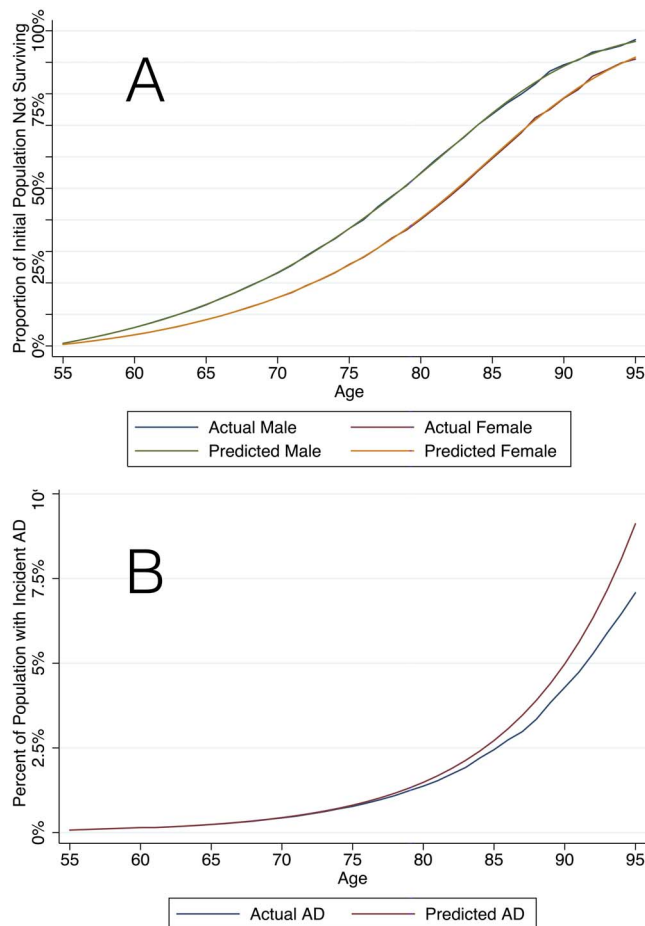 A
Proportion of Initial Population Not Surviving
100%
75%
50%
25%
0%
55 60 65 70 75 80 85 90 95
Age
Actual Male Actual Female
Predicted Male Predicted Female
B
Percent of Population with Incident AD
7.5%
5%
2.5%
0%
55 60 65 70 75 80 85 90 95
Age
Actual AD Predicted AD